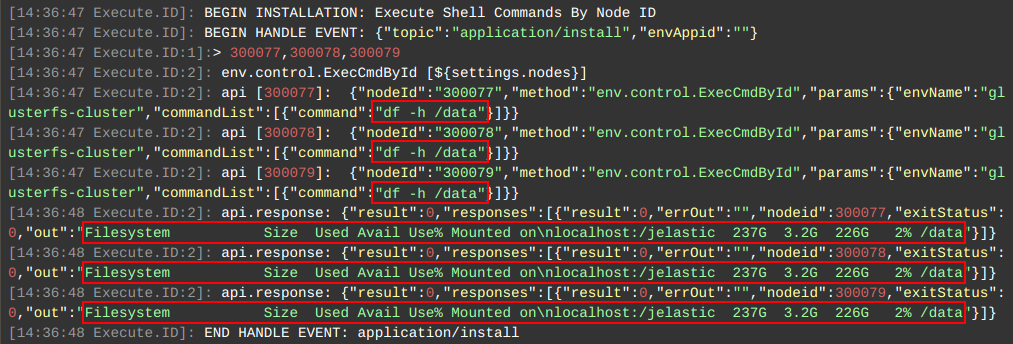 [14:36:47 Execute.ID]: BEGIN INSTALLATION: Execute Shell Commands By Node ID
[14:36:47 Execute.ID]: BEGIN HANDLE EVENT: {"topic":"application/install","envAppid":""}
[14:36:47 Execute.ID:1]:> 300077,300078,300079
[14:36:47 Execute.ID:2]: env.control.ExecCmdById [${settings.nodes}]
[14:36:47 Execute.ID:2]: api [300077]:  {"nodeId":"300077","method":"env.control.ExecCmdById","params":{"envName":"gl
usterfs-cluster","commandList":[{"command":"df -h /data"}]}}
[14:36:47 Execute.ID:2]: api [300078]:  {"nodeId":"300078","method":"env.control.ExecCmdById","params":{"envName":"gl
usterfs-cluster","commandList":[{"command":"df -h /data"}]}}
[14:36:47 Execute.ID:2]: api [300079]:  {"nodeId":"300079","method":"env.control.ExecCmdById","params":{"envName":"gl
usterfs-cluster","commandList":[{"command":"df -h /data"}]}}
[14:36:48 Execute.ID:2]: api.response: {"result":0,"responses":[{"result":0,"errOut":"","nodeid":300077,"exitStatus":
0,"out":"Filesystem           Size  Used Avail Use% Mounted on\nlocalhost:/jelastic  237G  3.2G  226G   2% /data"}]}
[14:36:48 Execute.ID:2]: api.response: {"result":0,"responses":[{"result":0,"errOut":"","nodeid":300078,"exitStatus":
0,"out":"Filesystem           Size  Used Avail Use% Mounted on\nlocalhost:/jelastic  237G  3.2G  226G   2% /data"}]}
[14:36:48 Execute.ID:2]: api.response: {"result":0,"responses":[{"result":0,"errOut":"","nodeid":300079,"exitStatus":
0,"out":"Filesystem           Size  Used Avail Use% Mounted on\nlocalhost:/jelastic  237G  3.2G  226G   2% /data"}]}
[14:36:48 Execute.ID]: END HANDLE EVENT: application/install